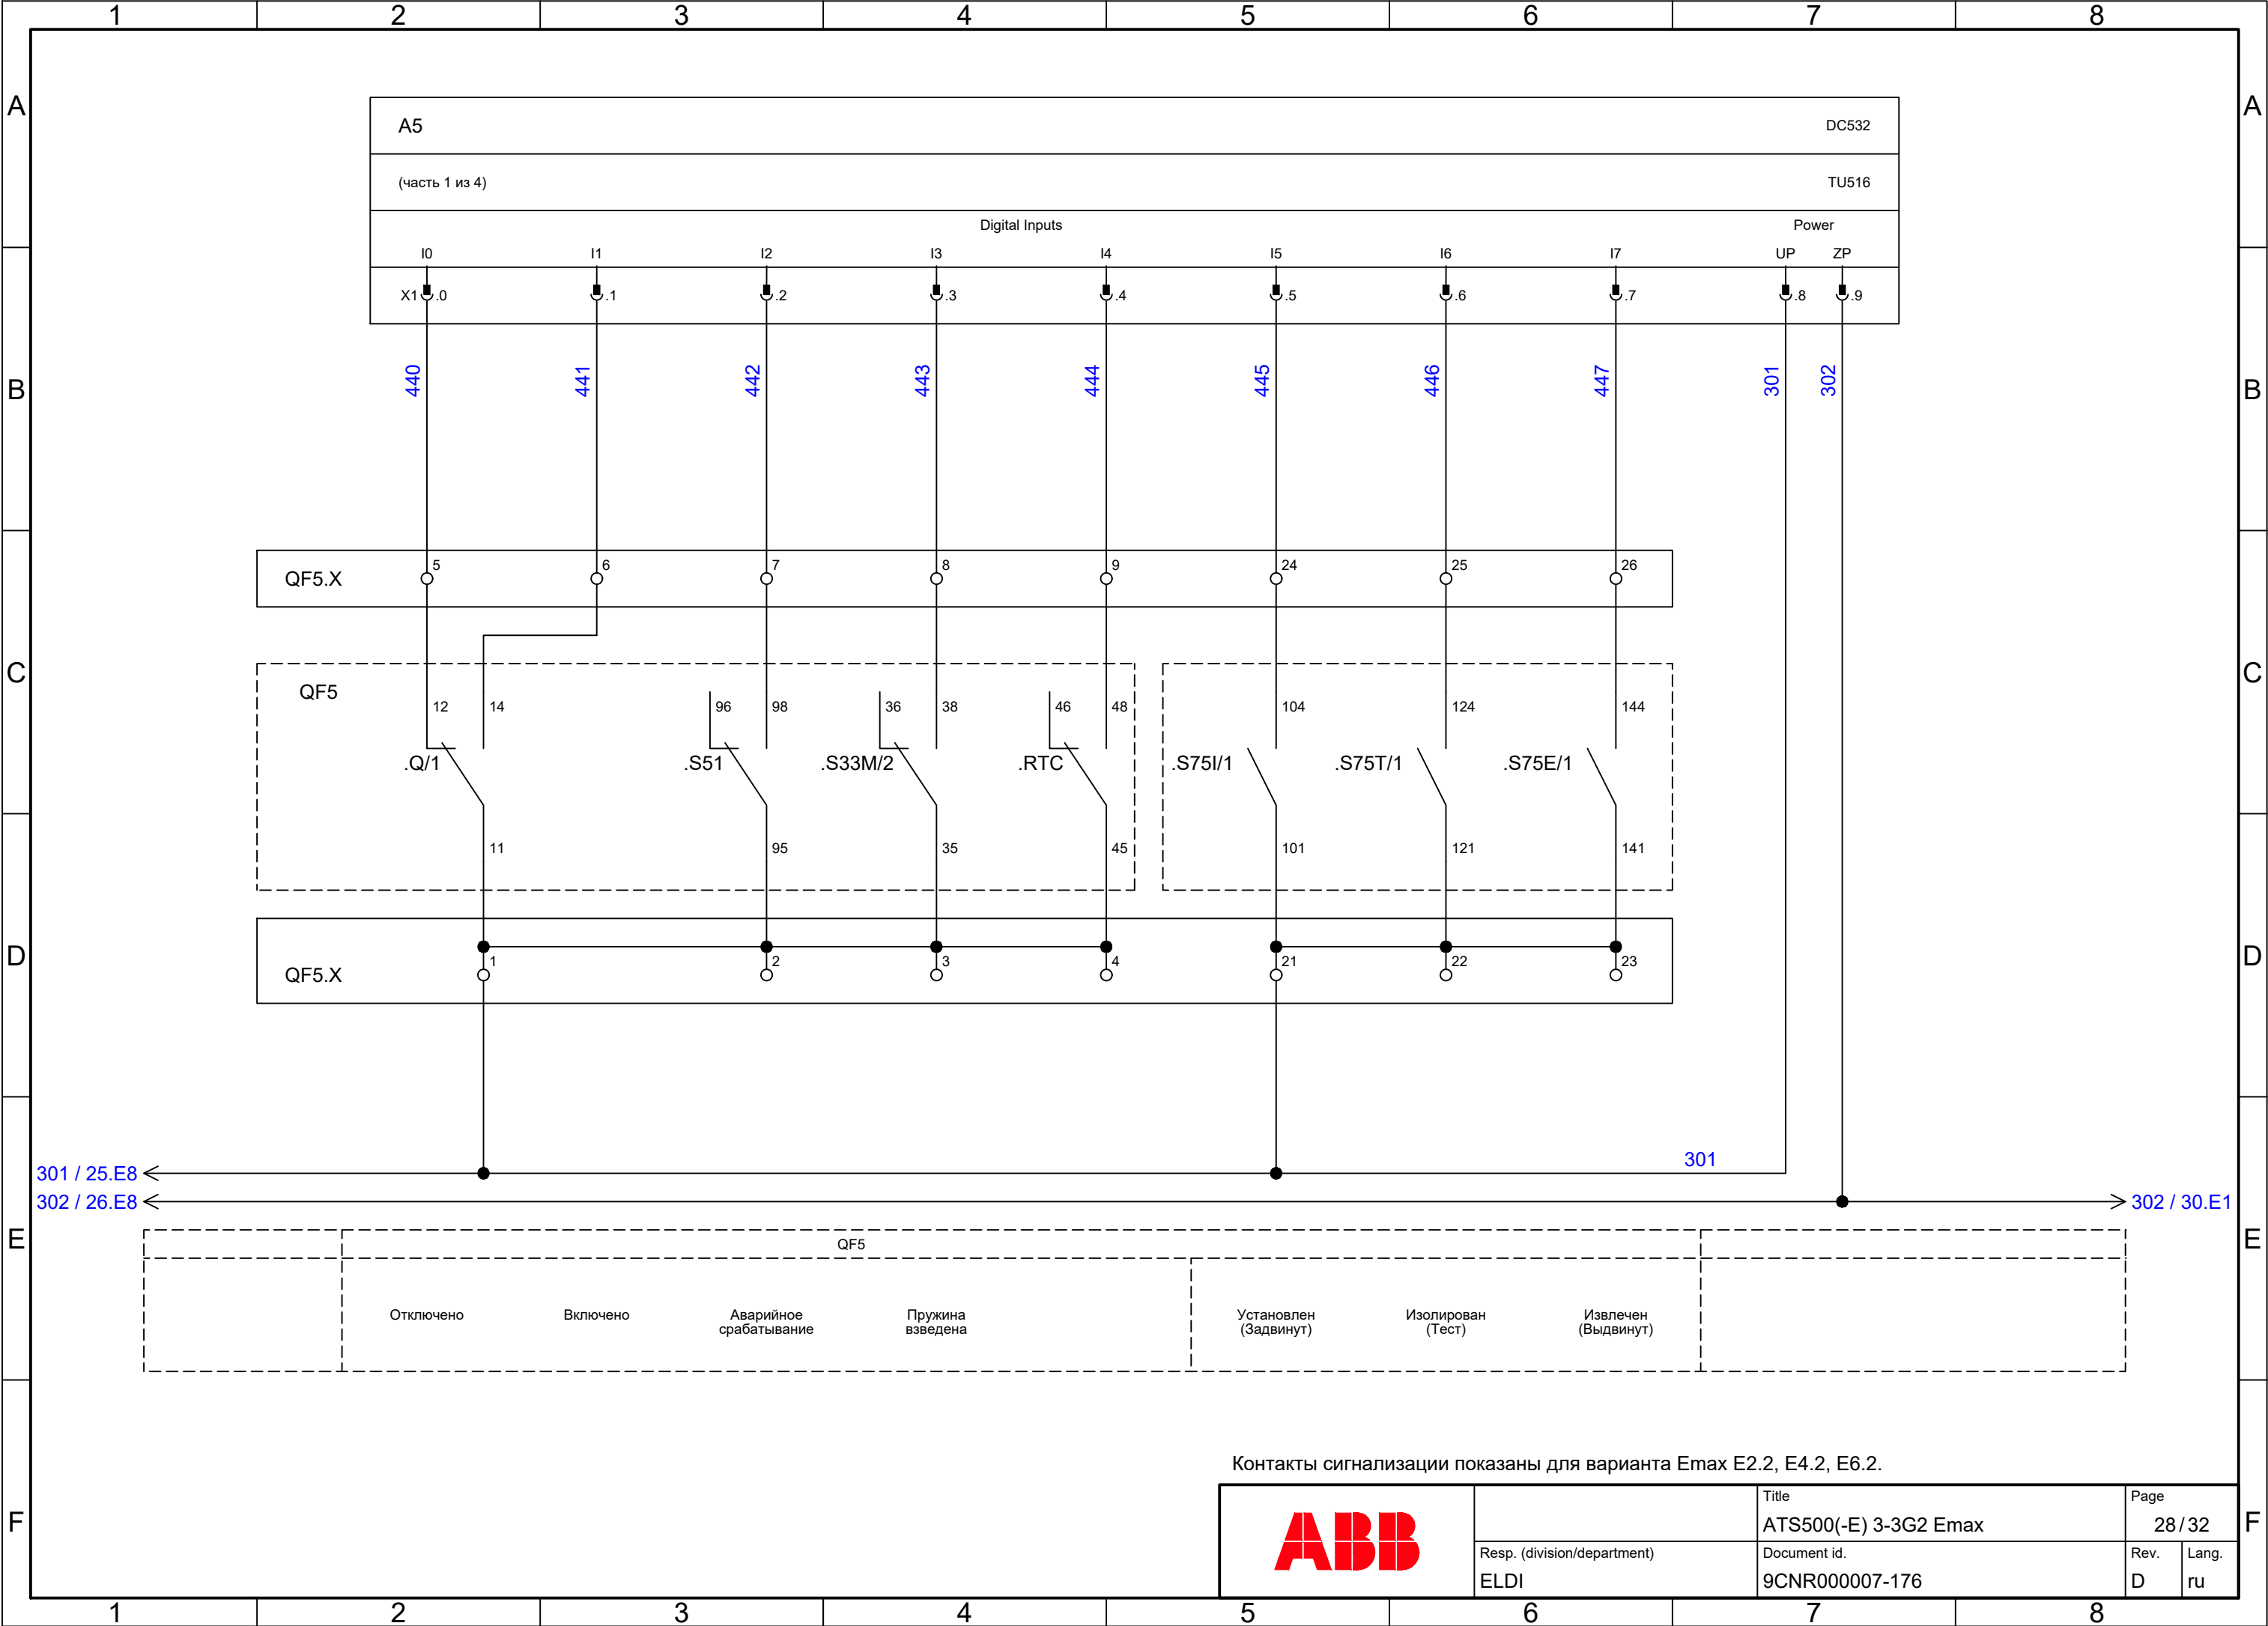 1 2 3 4 5 6 7 8
A A
A5 DC532
(часть 1 из 4) TU516
Digital Inputs Power
I0 I1 I2 I3 I4 I5 I6 I7 UP ZP
X1 .0 .1 .2 .3 .4 .5 .6 .7 .8 .9
440 441 442 443 444 445 446 447 301 302
B B
QF5.X 5 6 7 8 9 24 25 26
C C
QF5
12 14 96 98 36 38 46 48 104 124 144
.Q/1 .S51 .S33M/2 .RTC .S75I/1 .S75T/1 .S75E/1
11 95 35 45 101 121 141
D D
QF5.X 1 2 3 4 21 22 23
301 / 25.E8 301
302 / 26.E8 302 / 30.E1
E E
QF5
Отключено
Включено
Аварийное
срабатывание
Пружина
взведена
Установлен
(Задвинут)
Изолирован
(Тест)
Извлечен
(Выдвинут)
Контакты сигнализации показаны для варианта Emax E2.2, E4.2, E6.2.
F F
ABB
Title
ATS500(-E) 3-3G2 Emax
Page
28/32
Resp. (division/department)
ELDI
Document id.
9CNR000007-176
Rev.
D
Lang.
ru
1 2 3 4 5 6 7 8